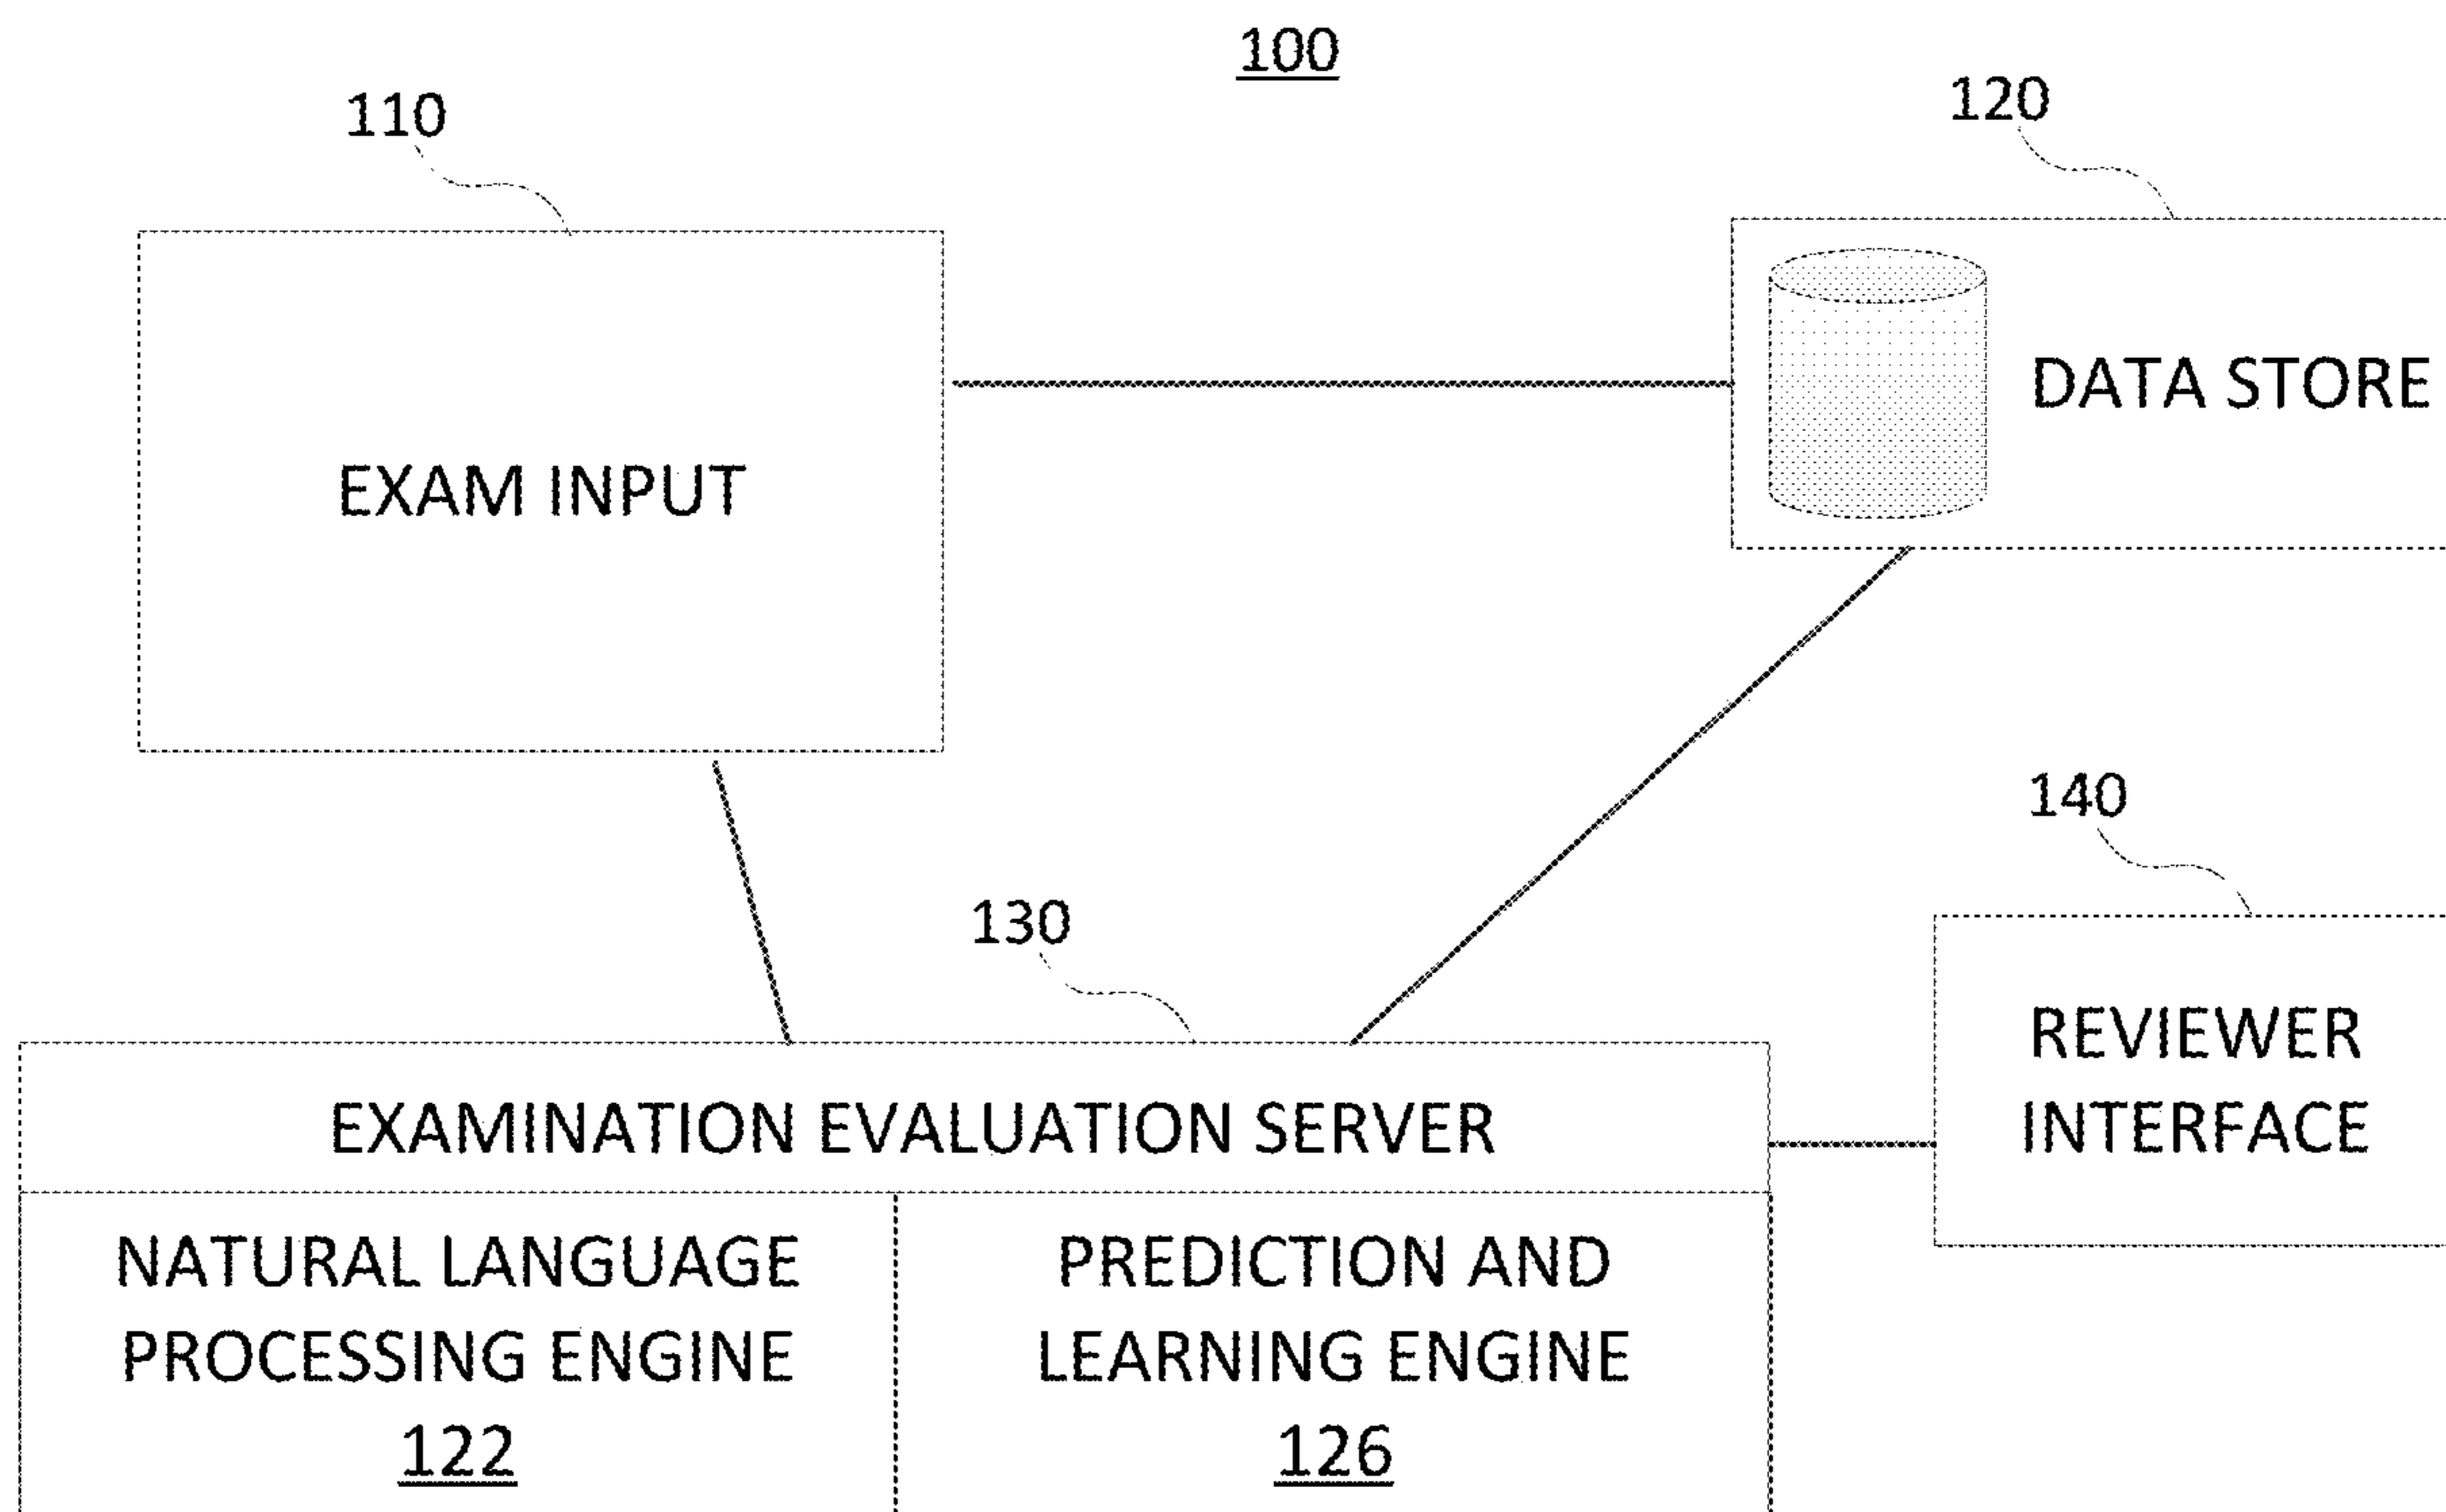 100
110
120
EXAM INPUT
DATA STORE
140
130
REVIEWER
INTERFACE
EXAMINATION EVALUATION SERVER
NATURAL LANGUAGE
PROCESSING ENGINE
122
PREDICTION AND
LEARNING ENGINE
126